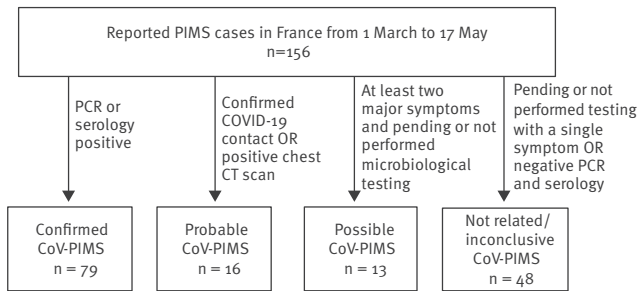 Reported PIMS cases in France from 1 March to 17 May
n=156
PCR or
serology
positive
Confirmed
COVID-19
contact OR
positive chest
CT scan
At least two
major symptoms
and pending or not
performed
microbiological
testing
Pending or not
performed testing
with a single
symptom OR
negative PCR
and serology
Confirmed
CoV-PIMS
n = 79
Probable
CoV-PIMS
n = 16
Possible
CoV-PIMS
n = 13
Not related/
inconclusive
CoV-PIMS
n = 48